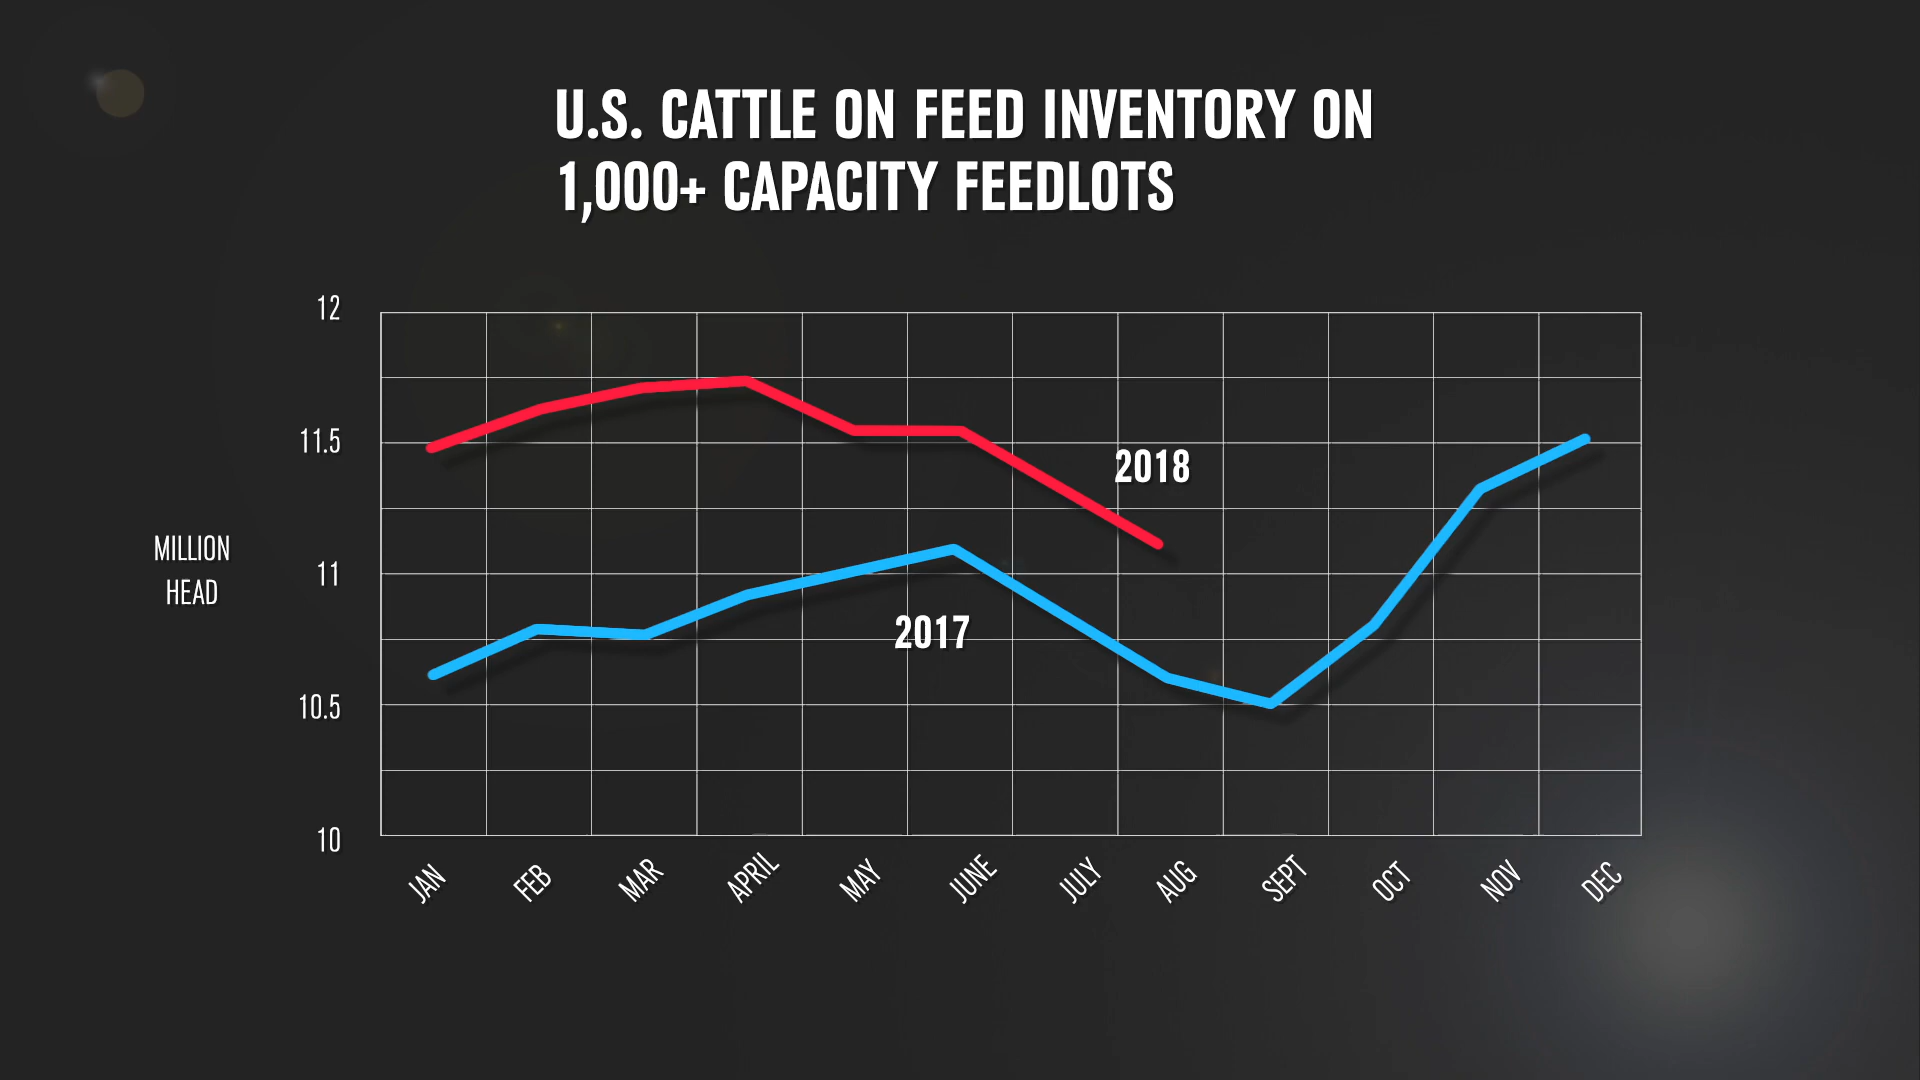 U.S. CATTLE ON FEED INVENTORY ON
1,000+ CAPACITY FEEDLOTS
12
11.5
11
10.5
10
MILLION
HEAD
2018
2017
JAN
FEB
MAR
APRIL
MAY
JUNE
JULY
AUG
SEPT
OCT
NOV
DEC